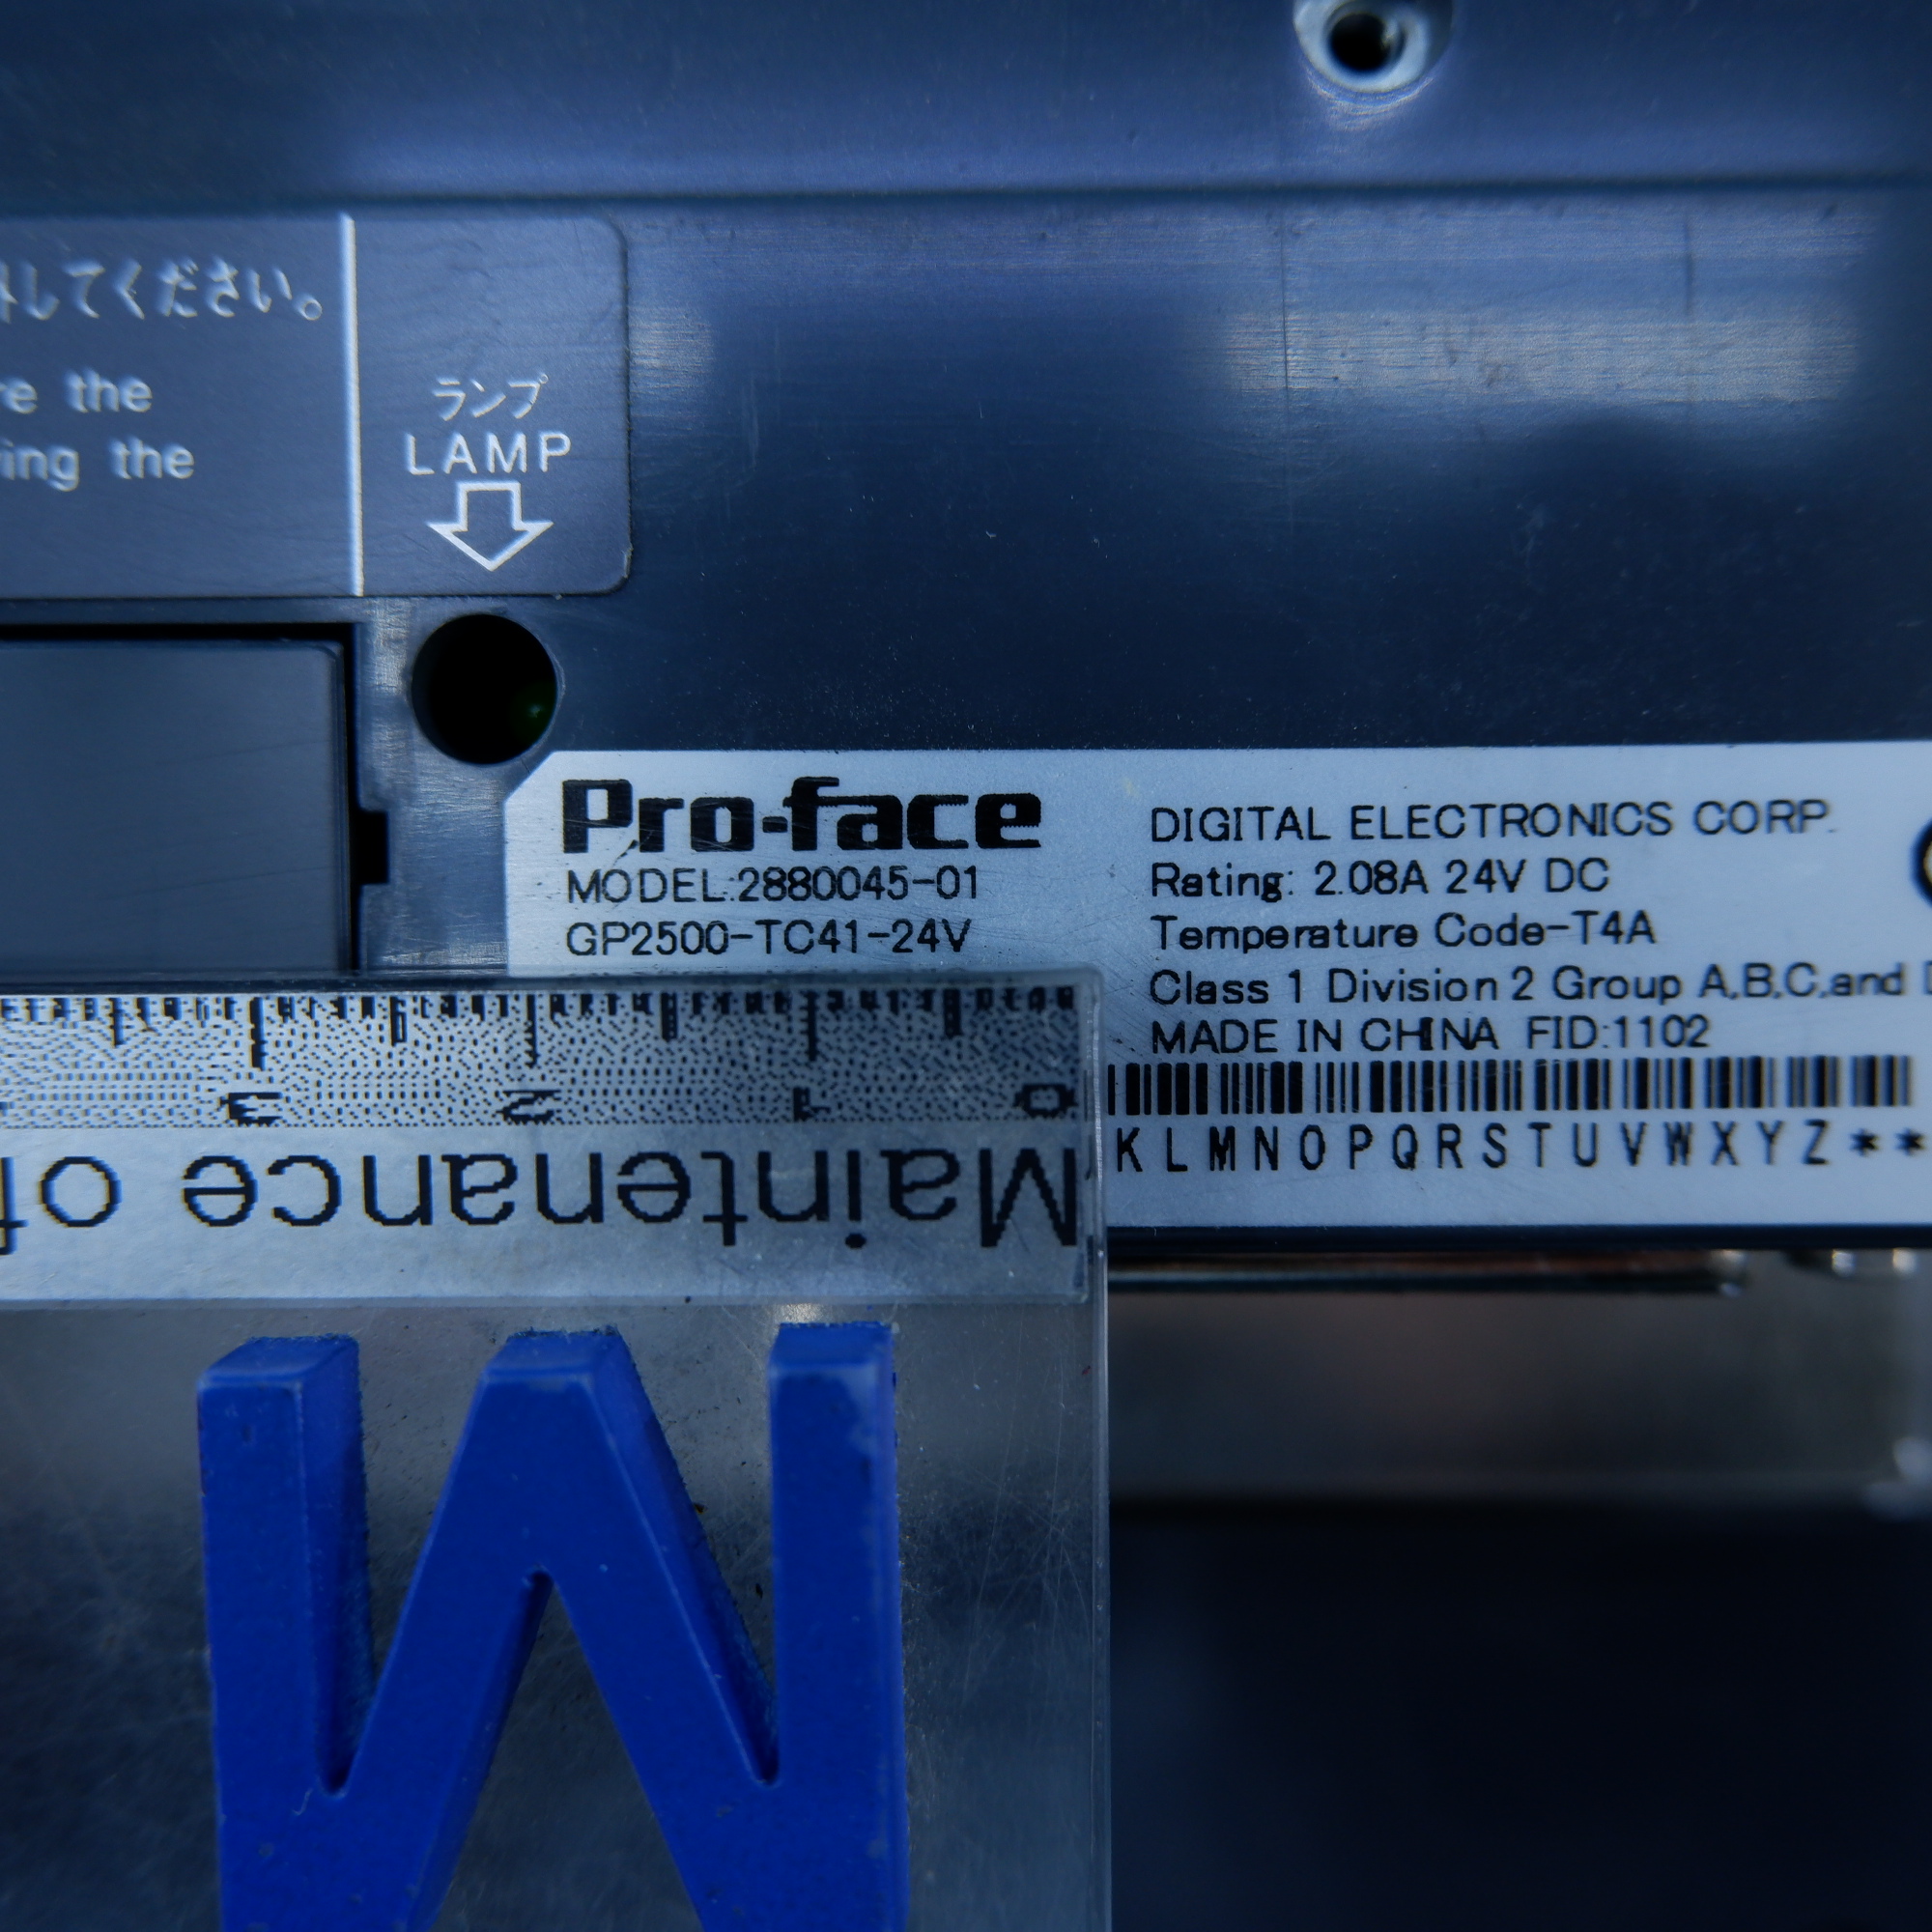 してください。
re the
ing the
ランプ
LAMP
Pro-face
MODEL:2880045-01
GP2500-TC41-24V
DIGITAL ELECTRONICS CORP.
Rating: 2.08A 24V DC
Temperature Code-T4A
Class 1 Division 2 Group A,B,C,and D
MADE IN CHINA FID:1102
KLMNOPQRSTUVWXYZ**
3 2 1 0
Maintenance of
M